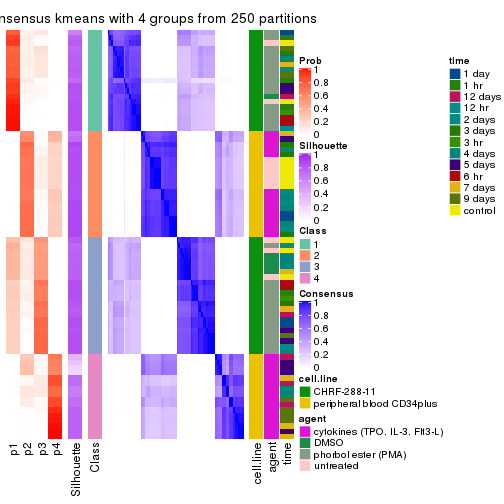 nsensus kmeans with 4 groups from 250 partitions
Prob
1
0.8
0.6
0.4
0.2
0
Silhouette
1
0.8
0.6
0.4
0.2
0
Class
1
2
3
4
Consensus
1
0.8
0.6
0.4
0.2
0
cell.line
CHRF-288-11
peripheral blood CD34plus
agent
cytokines (TPO, IL-3, Flt3-L)
DMSO
phorbol ester (PMA)
untreated
time
1 day
1 hr
12 days
12 hr
2 days
3 days
3 hr
4 days
5 days
6 hr
7 days
9 days
control
p1
p2
p3
p4
Silhouette
Class
cell.line
agent
time